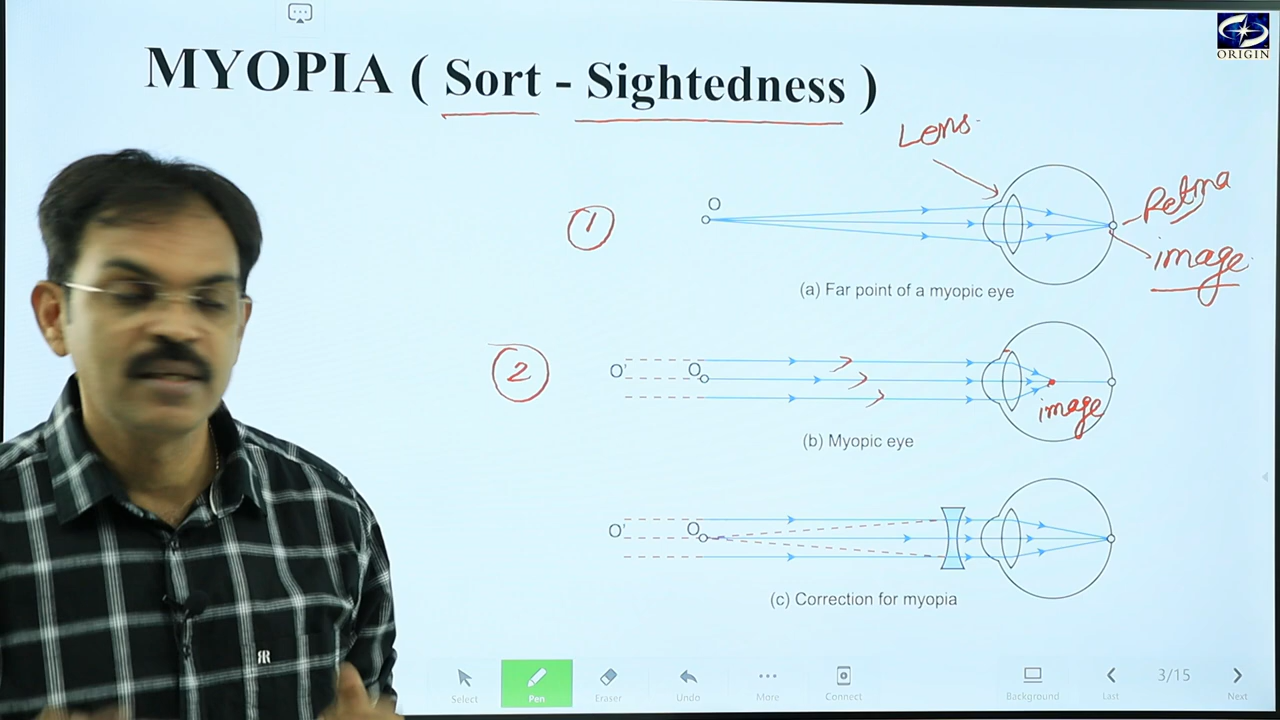 ORIGIN
MYOPIA ( Sort - Sightedness )
Lens
O
1
Retina
image
(a) Far point of a myopic eye
2
O' O
image
(b) Myopic eye
O' O
(c) Correction for myopia
RR
Select Pen Eraser Undo More Connect Background Last 3/15 Next